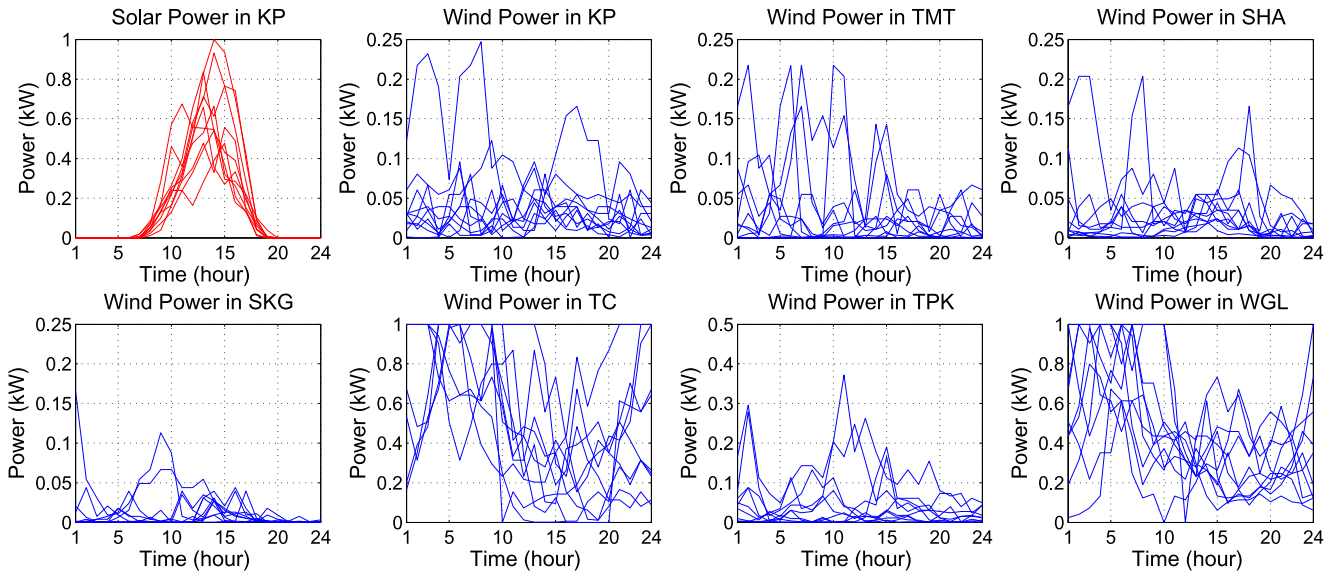 Solar Power in KP
Power (kW)
1
0.8
0.6
0.4
0.2
0
1 5 10 15 20 24
Time (hour)
Wind Power in KP
Power (kW)
0.25
0.2
0.15
0.1
0.05
0
1 5 10 15 20 24
Time (hour)
Wind Power in TMT
Power (kW)
0.25
0.2
0.15
0.1
0.05
0
1 5 10 15 20 24
Time (hour)
Wind Power in SHA
Power (kW)
0.25
0.2
0.15
0.1
0.05
0
1 5 10 15 20 24
Time (hour)
Wind Power in SKG
Power (kW)
0.25
0.2
0.15
0.1
0.05
0
1 5 10 15 20 24
Time (hour)
Wind Power in TC
Power (kW)
1
0.8
0.6
0.4
0.2
0
1 5 10 15 20 24
Time (hour)
Wind Power in TPK
Power (kW)
0.5
0.4
0.3
0.2
0.1
0
1 5 10 15 20 24
Time (hour)
Wind Power in WGL
Power (kW)
1
0.8
0.6
0.4
0.2
0
1 5 10 15 20 24
Time (hour)